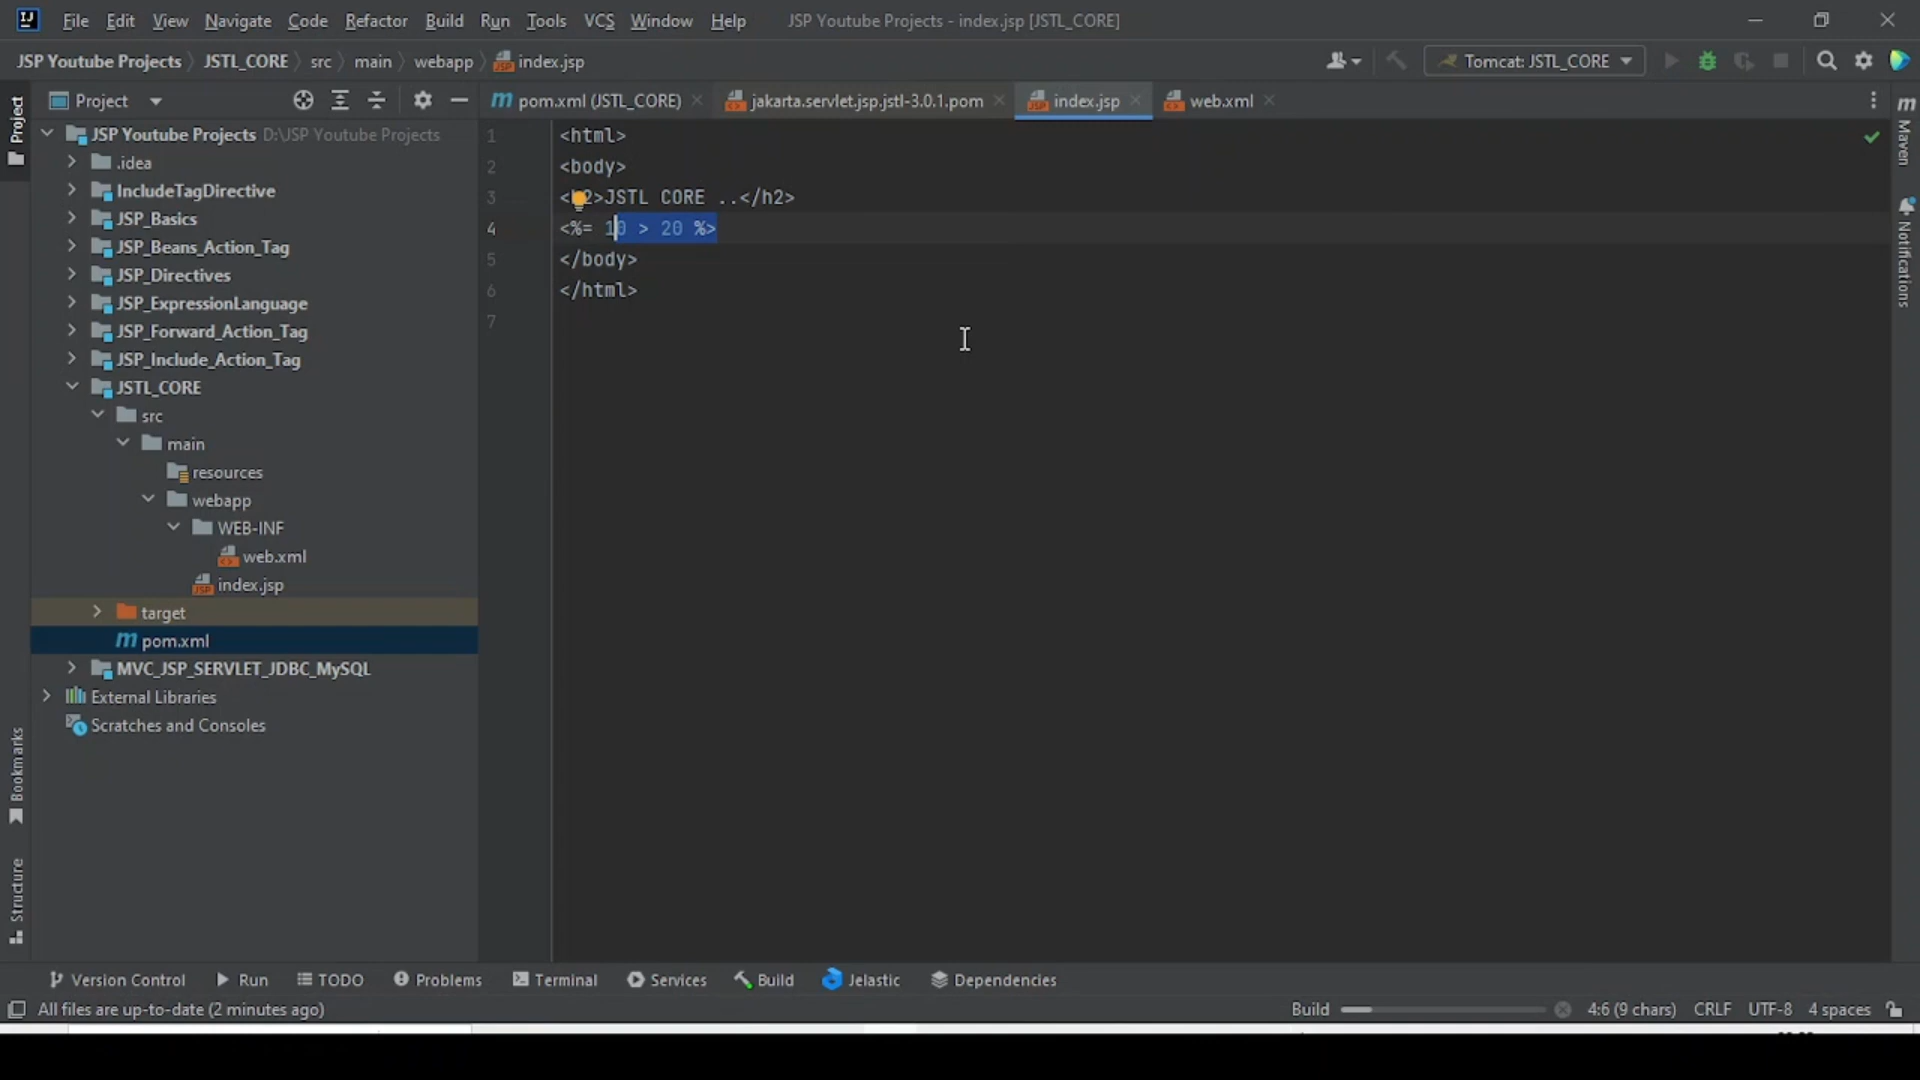 IJ File Edit View Navigate Code Refactor Build Run Tools VCS Window Help JSP Youtube Projects - index.jsp [JSTL_CORE]
JSP Youtube Projects JSTL_CORE src main webapp index.jsp Tomcat: JSTL_CORE
Project
Project
pom.xml (JSTL_CORE) jakarta.servlet.jsp.jstl-3.0.1.pom index.jsp web.xml
JSP Youtube Projects D:\JSP Youtube Projects
.idea
IncludeTagDirective
JSP_Basics
JSP_Beans_Action_Tag
JSP_Directives
JSP_ExpressionLanguage
JSP_Forward_Action_Tag
JSP_Include_Action_Tag
JSTL_CORE
src
main
resources
webapp
WEB-INF
web.xml
index.jsp
target
pom.xml
MVC_JSP_SERVLET_JDBC_MySQL
External Libraries
Scratches and Consoles
Bookmarks
Structure
1 <html>
2 <body>
3 <h2>JSTL CORE ..</h2>
4 <%= 10 > 20 %>
5 </body>
6 </html>
7
Maven
Notifications
Version Control Run TODO Problems Terminal Services Build Jelastic Dependencies
All files are up-to-date (2 minutes ago) Build 4:6 (9 chars) CRLF UTF-8 4 spaces